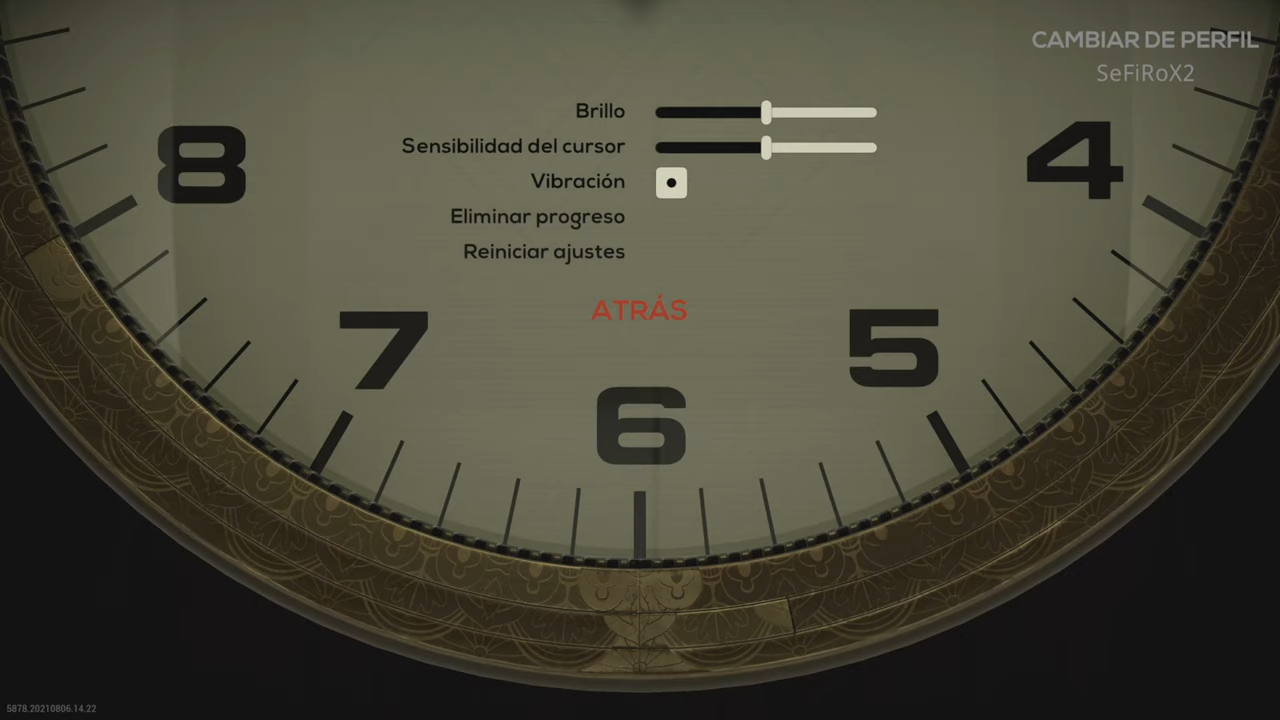 CAMBIAR DE PERFIL
SeFiRoX2
Brillo
Sensibilidad del cursor
Vibración
Eliminar progreso
Reiniciar ajustes
ATRÁS
8
4
7
5
6
5878.20210806.14.22